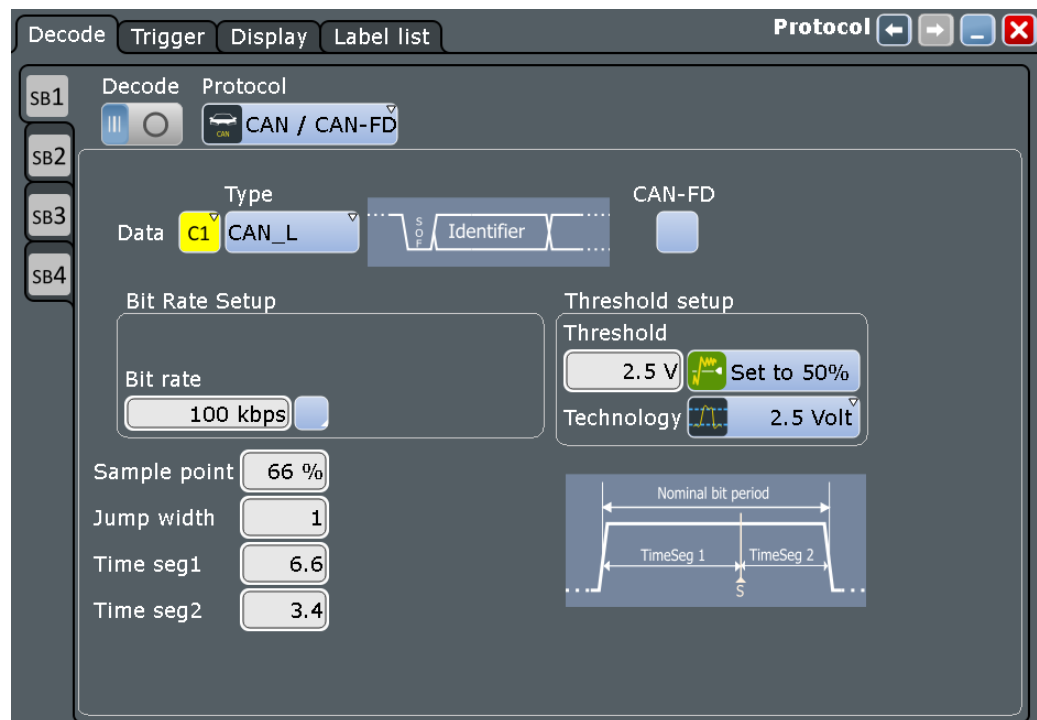 Decode Trigger Display Label list Protocol
SB1 Decode Protocol
CAN CAN / CAN-FD
SB2
Type CAN-FD
SB3 Data C1 CAN_L SOF Identifier
SB4
Bit Rate Setup Threshold setup
Threshold
2.5 V Set to 50%
Bit rate
100 kbps Technology 2.5 Volt
Sample point 66 %
Nominal bit period
Jump width 1
Time seg1 6.6 TimeSeg 1 TimeSeg 2
S
Time seg2 3.4